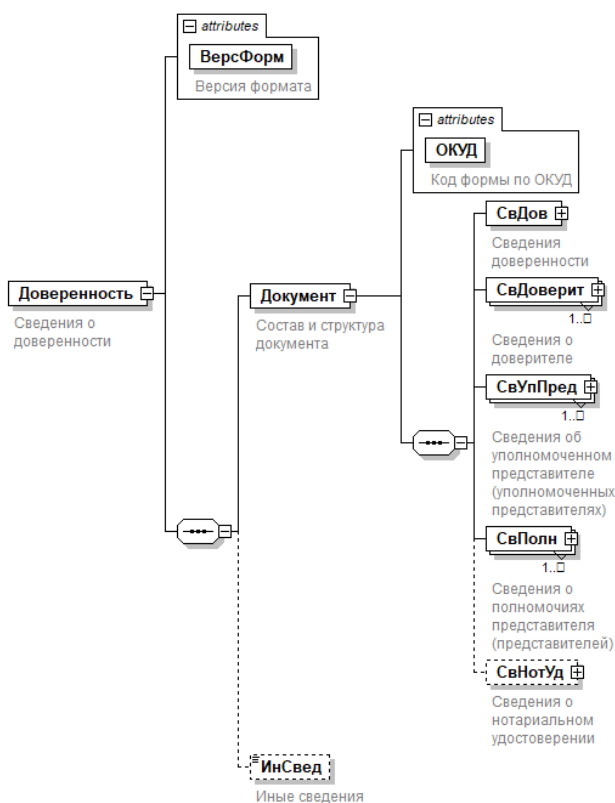 attributes
ВерсФорм
Версия формата
attributes
ОКУД
Код формы по ОКУД
СвДов
Сведения
доверенности
Доверенность
Сведения о
доверенности
Документ
Состав и структура
документа
СвДоверит
1..□
Сведения о
доверителе
СвУпПред
1..□
Сведения об
уполномоченном
представителе
(уполномоченных
представителях)
СвПолн
1..□
Сведения о
полномочиях
представителя
(представителей)
СвНотУд
Сведения о
нотариальном
удостоверении
ИнСвед
Иные сведения